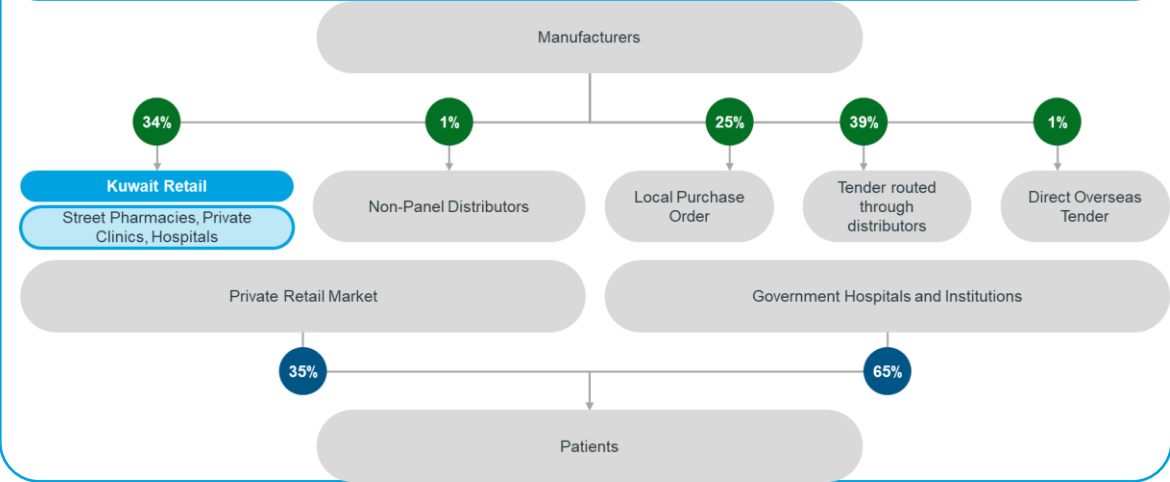 Manufacturers
34%
1%
25%
39%
1%
Kuwait Retail
Street Pharmacies, Private
Clinics, Hospitals
Non-Panel Distributors
Local Purchase
Order
Tender routed
through
distributors
Direct Overseas
Tender
Private Retail Market
Government Hospitals and Institutions
35%
65%
Patients